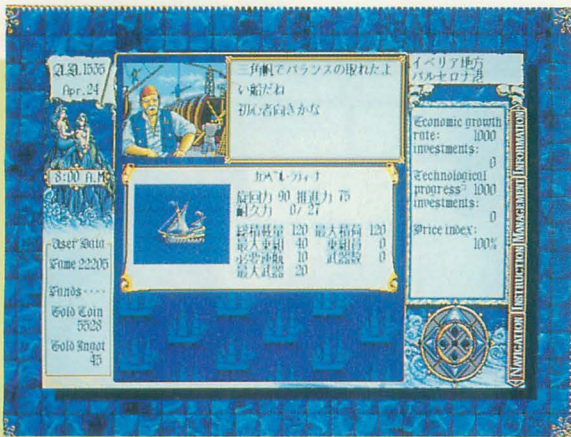 A.D.1535
Apr.24
8:00 A.M
User Data
Fame 22205
Funds----
Gold Coin
5528
Gold Ingot
45
三角帆でバランスの取れたよ
い船だね
初心者向きかな
カラベル・ラティーナ
旋回力 90 推進力 75
耐久力 0/ 27
総積載量 120 最大積荷 120
最大乗組 40 乗組員 0
必要運航 10 武器数 0
最大武器 20
イベリア地方
バルセロナ港
Economic growth
rate: 1000
investments:
0
Technological
progress: 1000
investments:
0
Price index:
100%
NAVIGATION INSTRUCTION MANAGEMENT INFORMATION